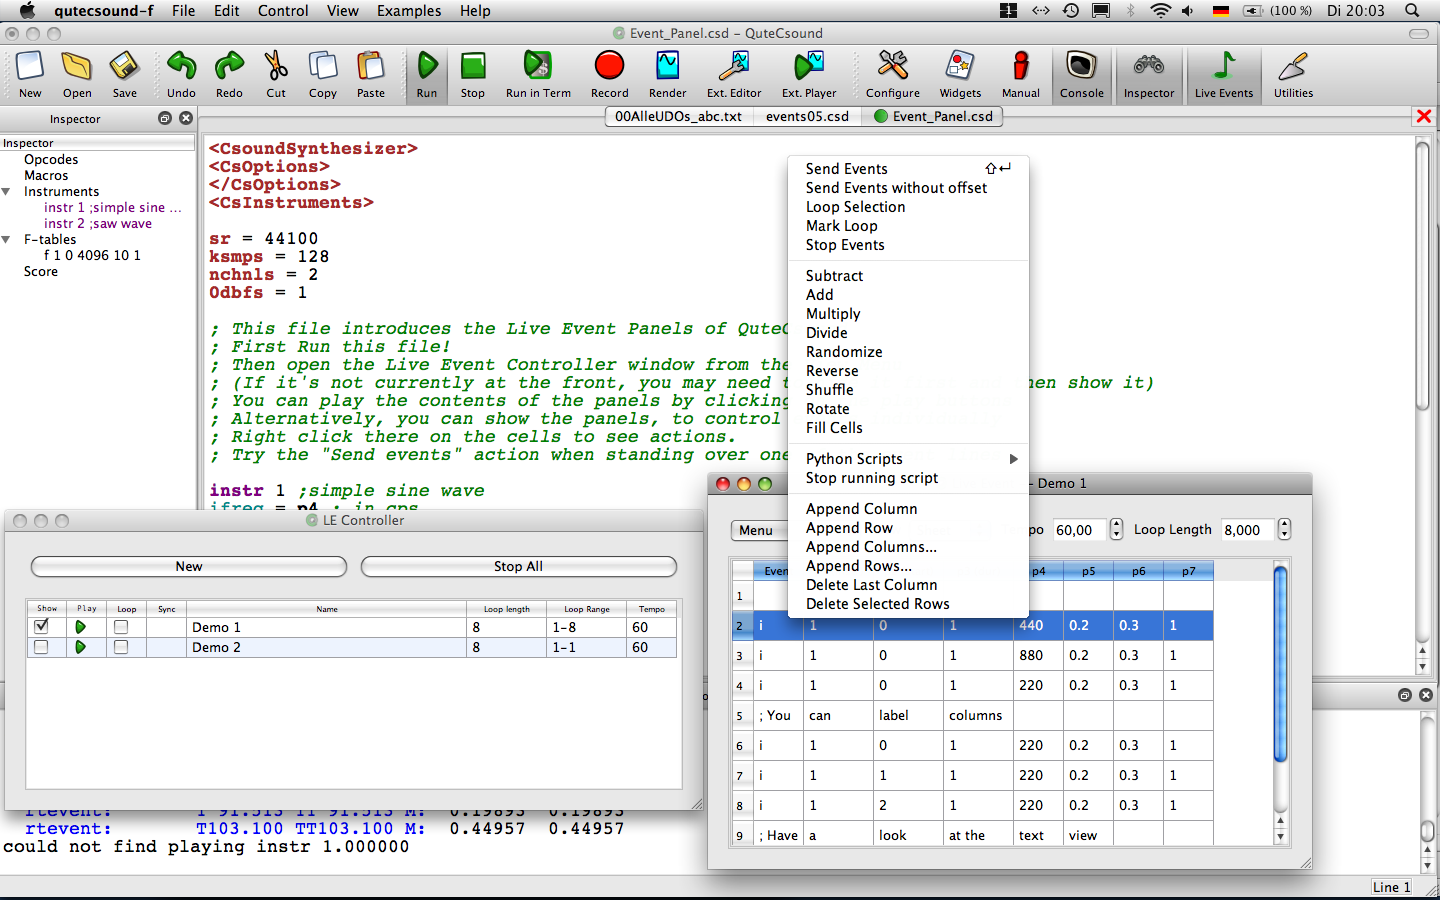 qutecsound-f File Edit Control View Examples Help (100 %) Di 20:03
Event_Panel.csd – QuteCsound
New Open Save Undo Redo Cut Copy Paste Run Stop Run in Term Record Render Ext. Editor Ext. Player Configure Widgets Manual Console Inspector Live Events Utilities
Inspector
00AlleUDOs_abc.txt events05.csd Event_Panel.csd
Inspector
Opcodes
Macros
Instruments
instr 1 ;simple sine ...
instr 2 ;saw wave
F-tables
f 1 0 4096 10 1
Score
<CsoundSynthesizer>
<CsOptions>
</CsOptions>
<CsInstruments>
sr = 44100
ksmps = 128
nchnls = 2
0dbfs = 1
; This file introduces the Live Event Panels of Qute
; First Run this file!
; Then open the Live Event Controller window from the
; (If it's not currently at the front, you may need then show it)
; You can play the contents of the panels by clicking
; Alternatively, you can show the panels, to control
; Right click there on the cells to see actions.
; Try the "Send events" action when standing over one
instr 1 ;simple sine wave
ifreq = p4 ; in cps
Send Events ⇧↵
Send Events without offset
Loop Selection
Mark Loop
Stop Events
Subtract
Add
Multiply
Divide
Randomize
Reverse
Shuffle
Rotate
Fill Cells
Python Scripts
Stop running script
Append Column
Append Row
Append Columns...
Append Rows...
Delete Last Column
Delete Selected Rows
LE Controller
New Stop All
Show Play Loop Sync Name Loop length Loop Range Tempo
Demo 1 8 1-8 60
Demo 2 8 1-1 60
- Demo 1
Menu po 60,00 Loop Length 8,000
Even p4 p5 p6 p7
1
2 i 1 0 1 440 0.2 0.3 1
3 i 1 0 1 880 0.2 0.3 1
4 i 1 0 1 220 0.2 0.3 1
5 ; You can label columns
6 i 1 0 1 220 0.2 0.3 1
7 i 1 1 1 220 0.2 0.3 1
8 i 1 2 1 220 0.2 0.3 1
9 ; Have a look at the text view
rtevent: T 91.513 TT 91.513 M: 0.19893 0.19893
rtevent: T103.100 TT103.100 M: 0.44957 0.44957
could not find playing instr 1.000000
Line 1